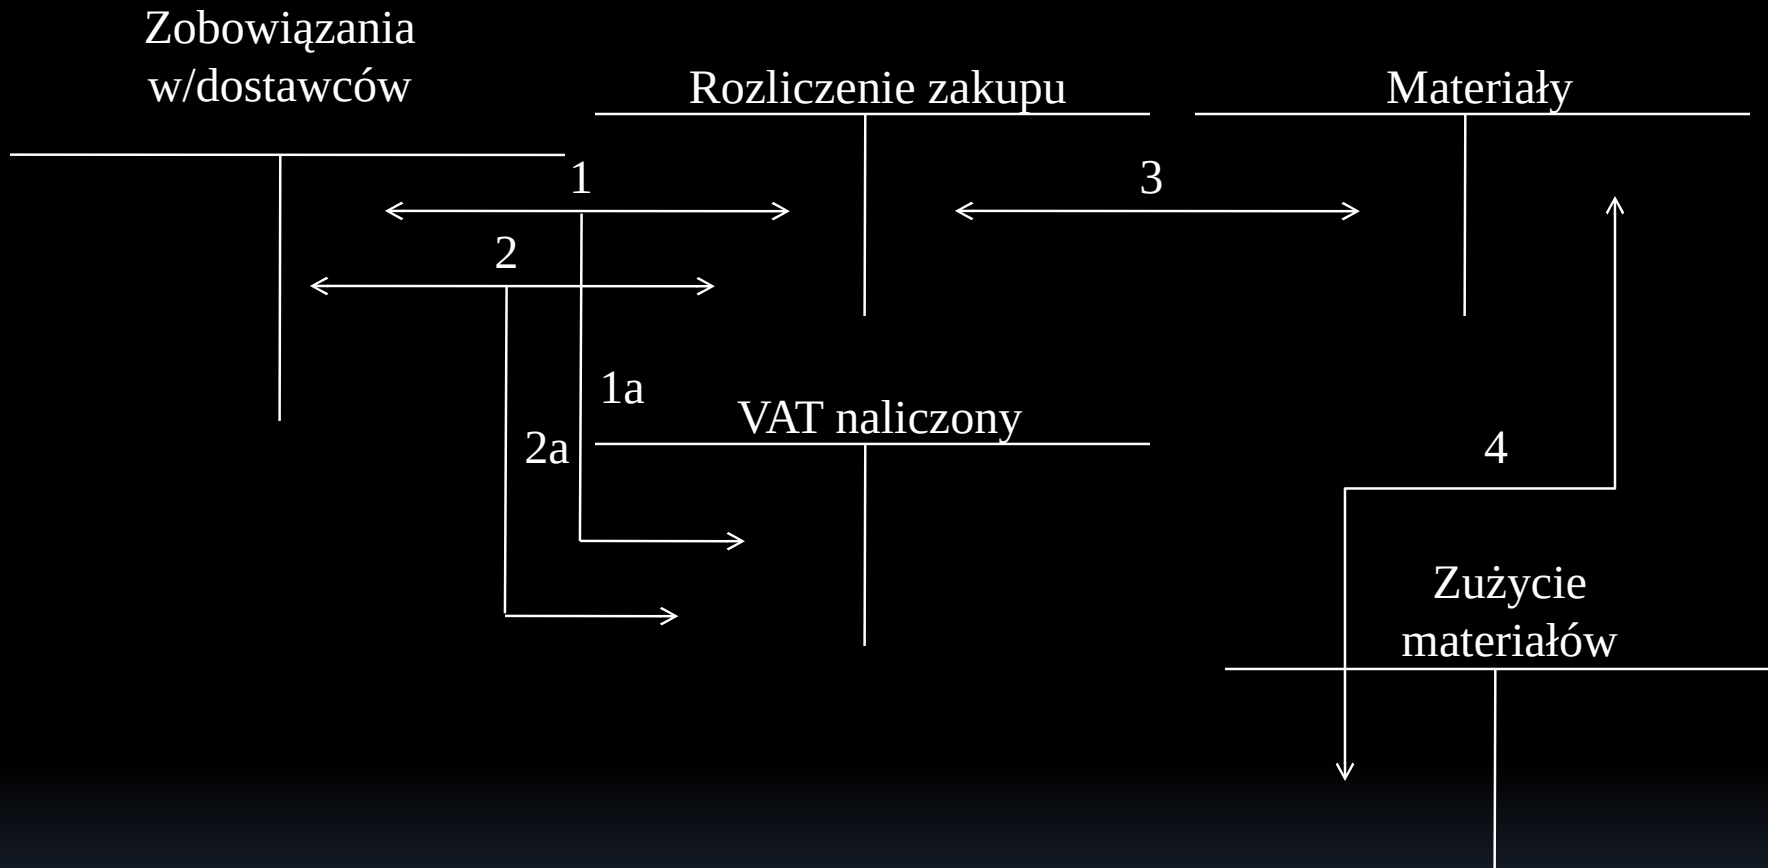 Zobowiązania
w/dostawców
Rozliczenie zakupu
Materiały
1
3
2
1a
VAT naliczony
2a
4
Zużycie
materiałów